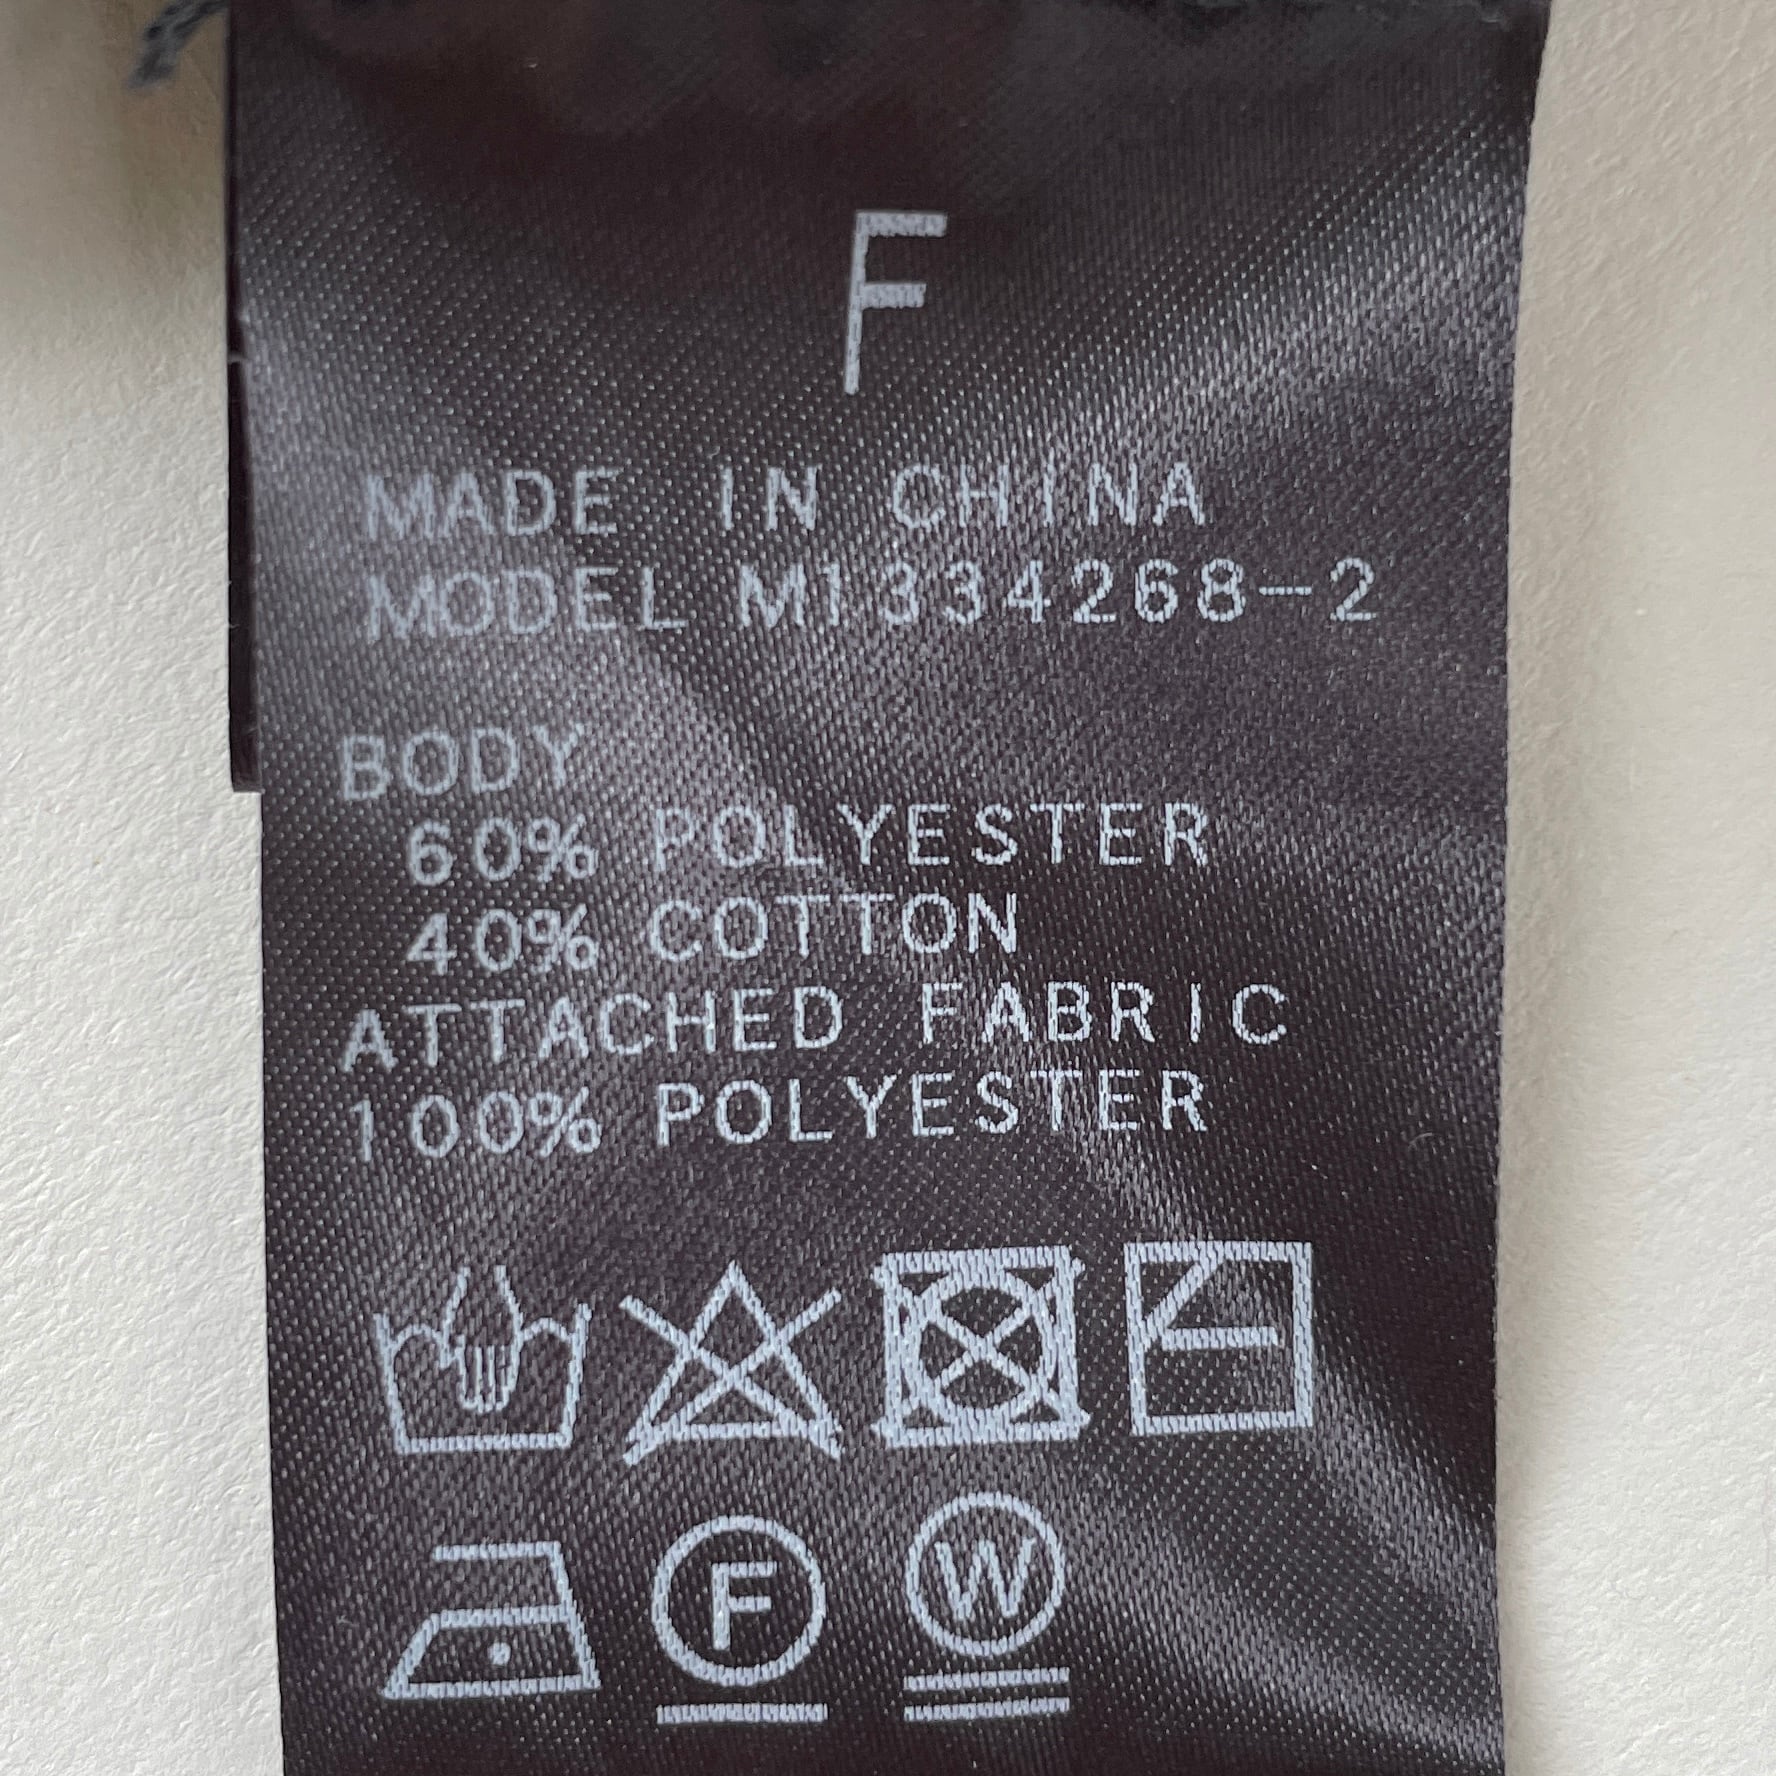 F
MADE IN CHINA
MODEL M1334268-2
BODY
60% POLYESTER
40% COTTON
ATTACHED FABRIC
100% POLYESTER
F W